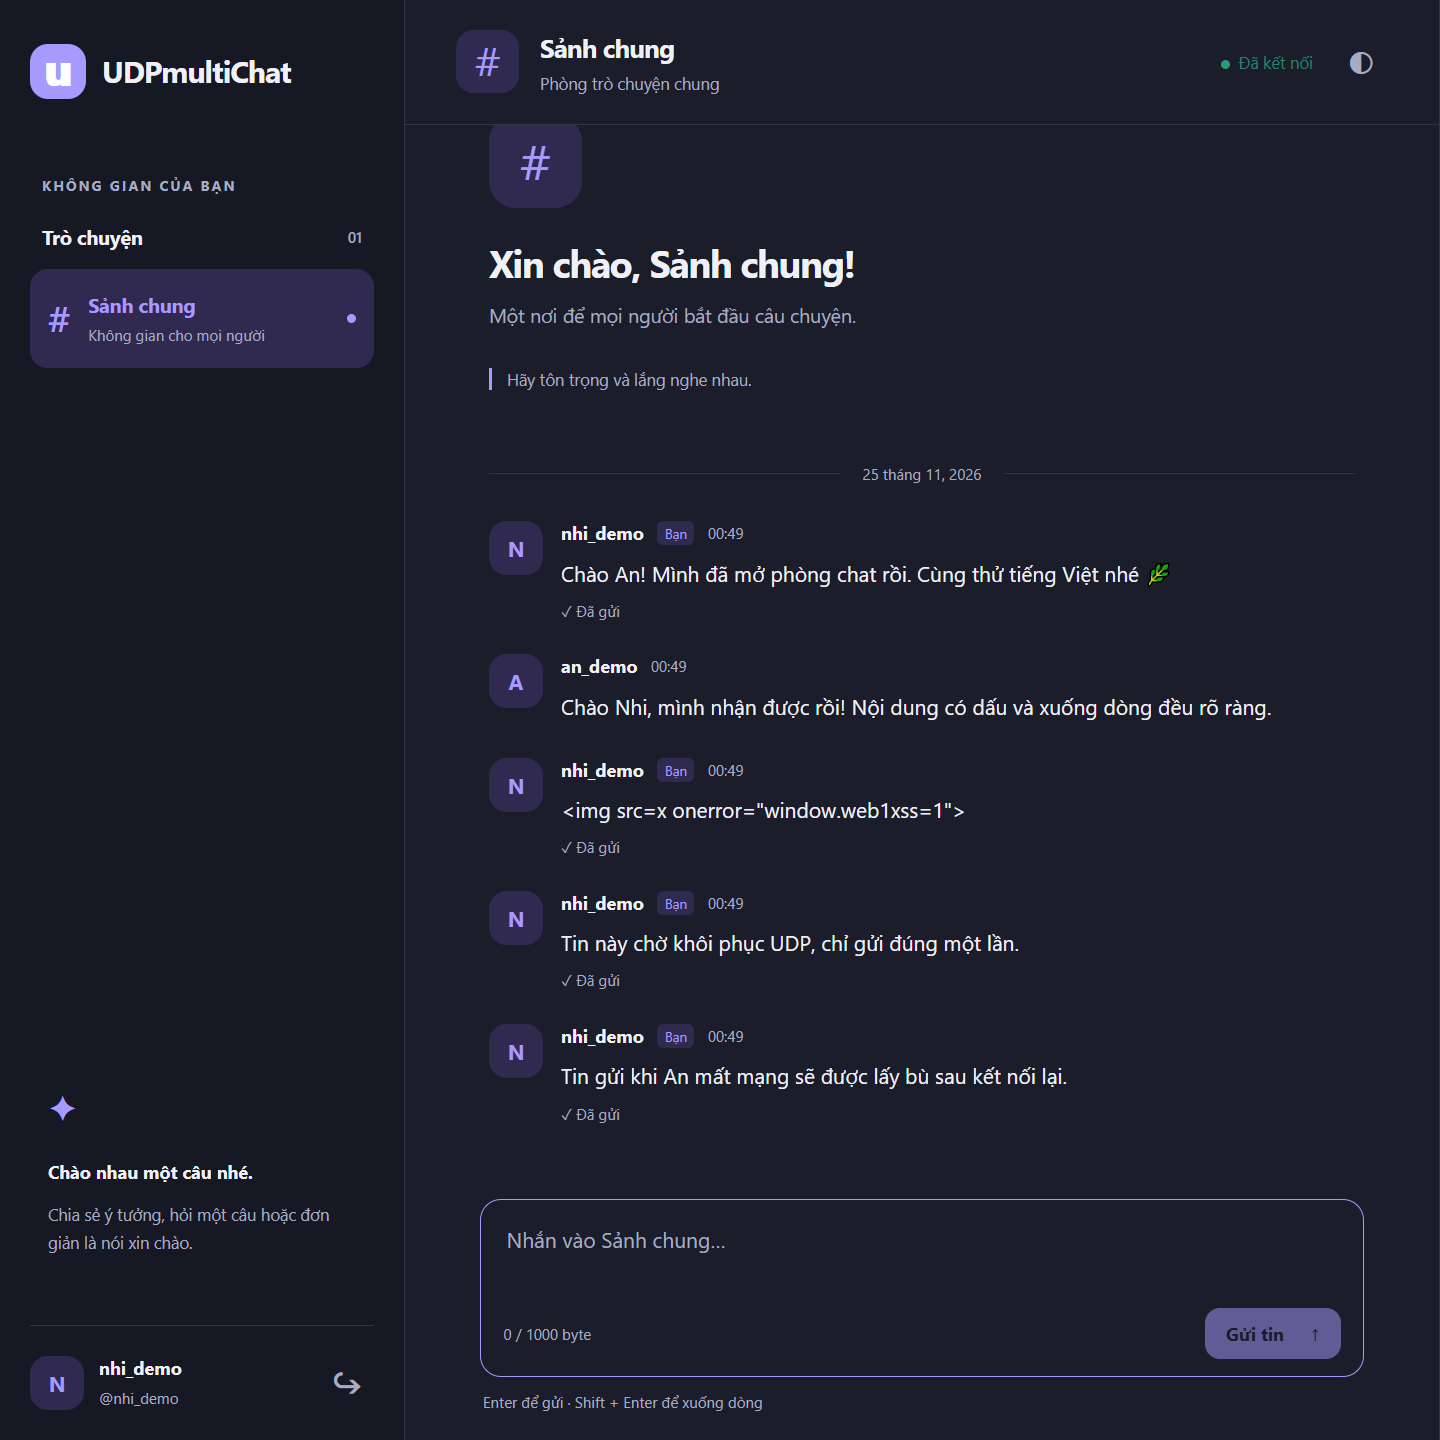 u UDPmultiChat
KHÔNG GIAN CỦA BẠN
Trò chuyện 01
# Sảnh chung
Không gian cho mọi người
✦
Chào nhau một câu nhé.
Chia sẻ ý tưởng, hỏi một câu hoặc đơn
giản là nói xin chào.
N nhi_demo
@nhi_demo
# Sảnh chung
Phòng trò chuyện chung
Đã kết nối
#
Xin chào, Sảnh chung!
Một nơi để mọi người bắt đầu câu chuyện.
Hãy tôn trọng và lắng nghe nhau.
25 tháng 11, 2026
N nhi_demo Bạn 00:49
Chào An! Mình đã mở phòng chat rồi. Cùng thử tiếng Việt nhé 🌿
✓ Đã gửi
A an_demo 00:49
Chào Nhi, mình nhận được rồi! Nội dung có dấu và xuống dòng đều rõ ràng.
N nhi_demo Bạn 00:49
<img src=x onerror="window.web1xss=1">
✓ Đã gửi
N nhi_demo Bạn 00:49
Tin này chờ khôi phục UDP, chỉ gửi đúng một lần.
✓ Đã gửi
N nhi_demo Bạn 00:49
Tin gửi khi An mất mạng sẽ được lấy bù sau kết nối lại.
✓ Đã gửi
Nhắn vào Sảnh chung...
0 / 1000 byte
Gửi tin ↑
Enter để gửi · Shift + Enter để xuống dòng